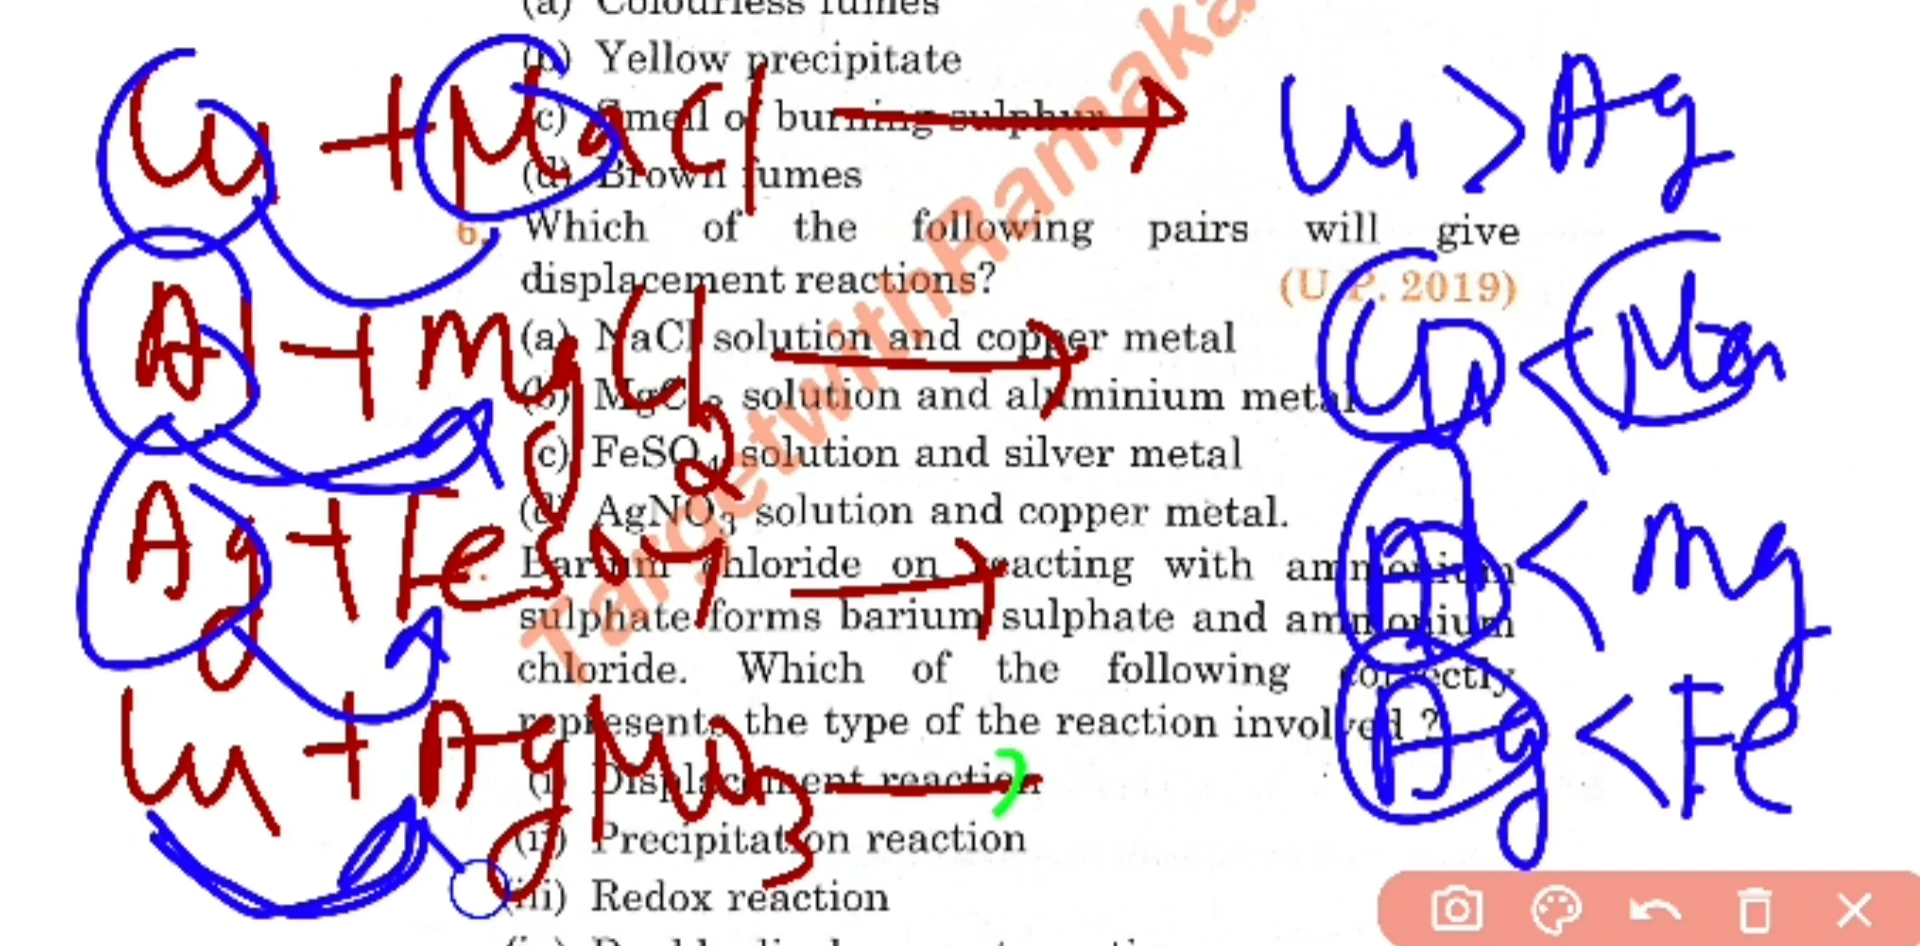 (a) Colourless fumes
(b) Yellow precipitate
(c) Smell of burning sulphur
(d) Brown fumes
6. Which of the following pairs will give
displacement reactions? (U.P. 2019)
(a) NaCl solution and copper metal
(b) MgCl₂ solution and aluminium metal
(c) FeSO₄ solution and silver metal
(d) AgNO₃ solution and copper metal.
Barium chloride on reacting with ammonium
sulphate forms barium sulphate and ammonium
chloride. Which of the following correctly
represents the type of the reaction involved ?
(i) Displacement reaction
(ii) Precipitation reaction
(iii) Redox reaction
TargetwithRamaka
Cu + NaCl →
Al + MgCl2 →
Ag + FeSO4 →
Cu + AgNO3 →
Cu > Ag
Cu < Na
Al < Mg
Ag < Fe